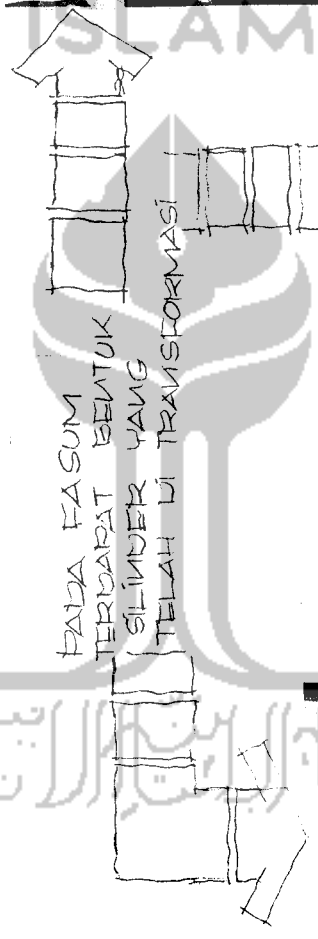 ISLAM
PADA FASUM
TERDAPAT BENTUK
SILINDER YANG
TELAH DI TRANSFORMASI